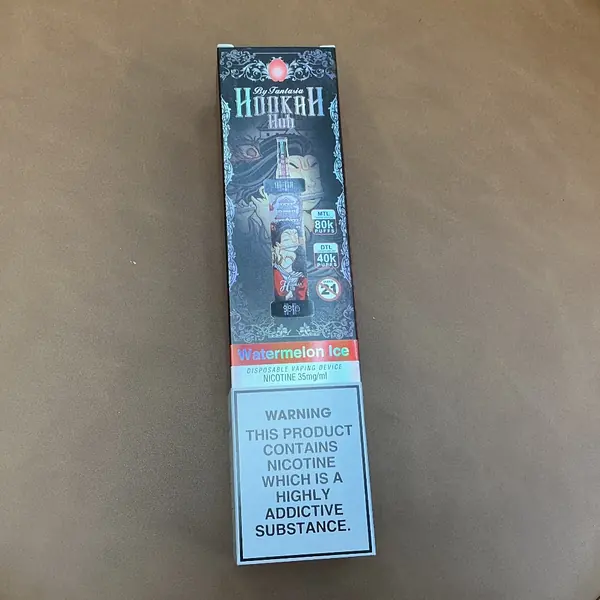 By Fantasia
HOOKAH
Hub
MTL
80k
PUFFS
DTL
40k
PUFFS
21
Watermelon Ice
DISPOSABLE VAPING DEVICE
NICOTINE 35mg/ml
WARNING
THIS PRODUCT
CONTAINS
NICOTINE
WHICH IS A
HIGHLY
ADDICTIVE
SUBSTANCE.